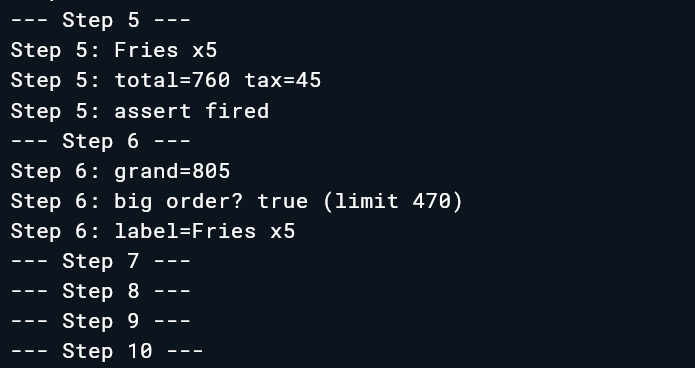 --- Step 5 ---
Step 5: Fries x5
Step 5: total=760 tax=45
Step 5: assert fired
--- Step 6 ---
Step 6: grand=805
Step 6: big order? true (limit 470)
Step 6: label=Fries x5
--- Step 7 ---
--- Step 8 ---
--- Step 9 ---
--- Step 10 ---